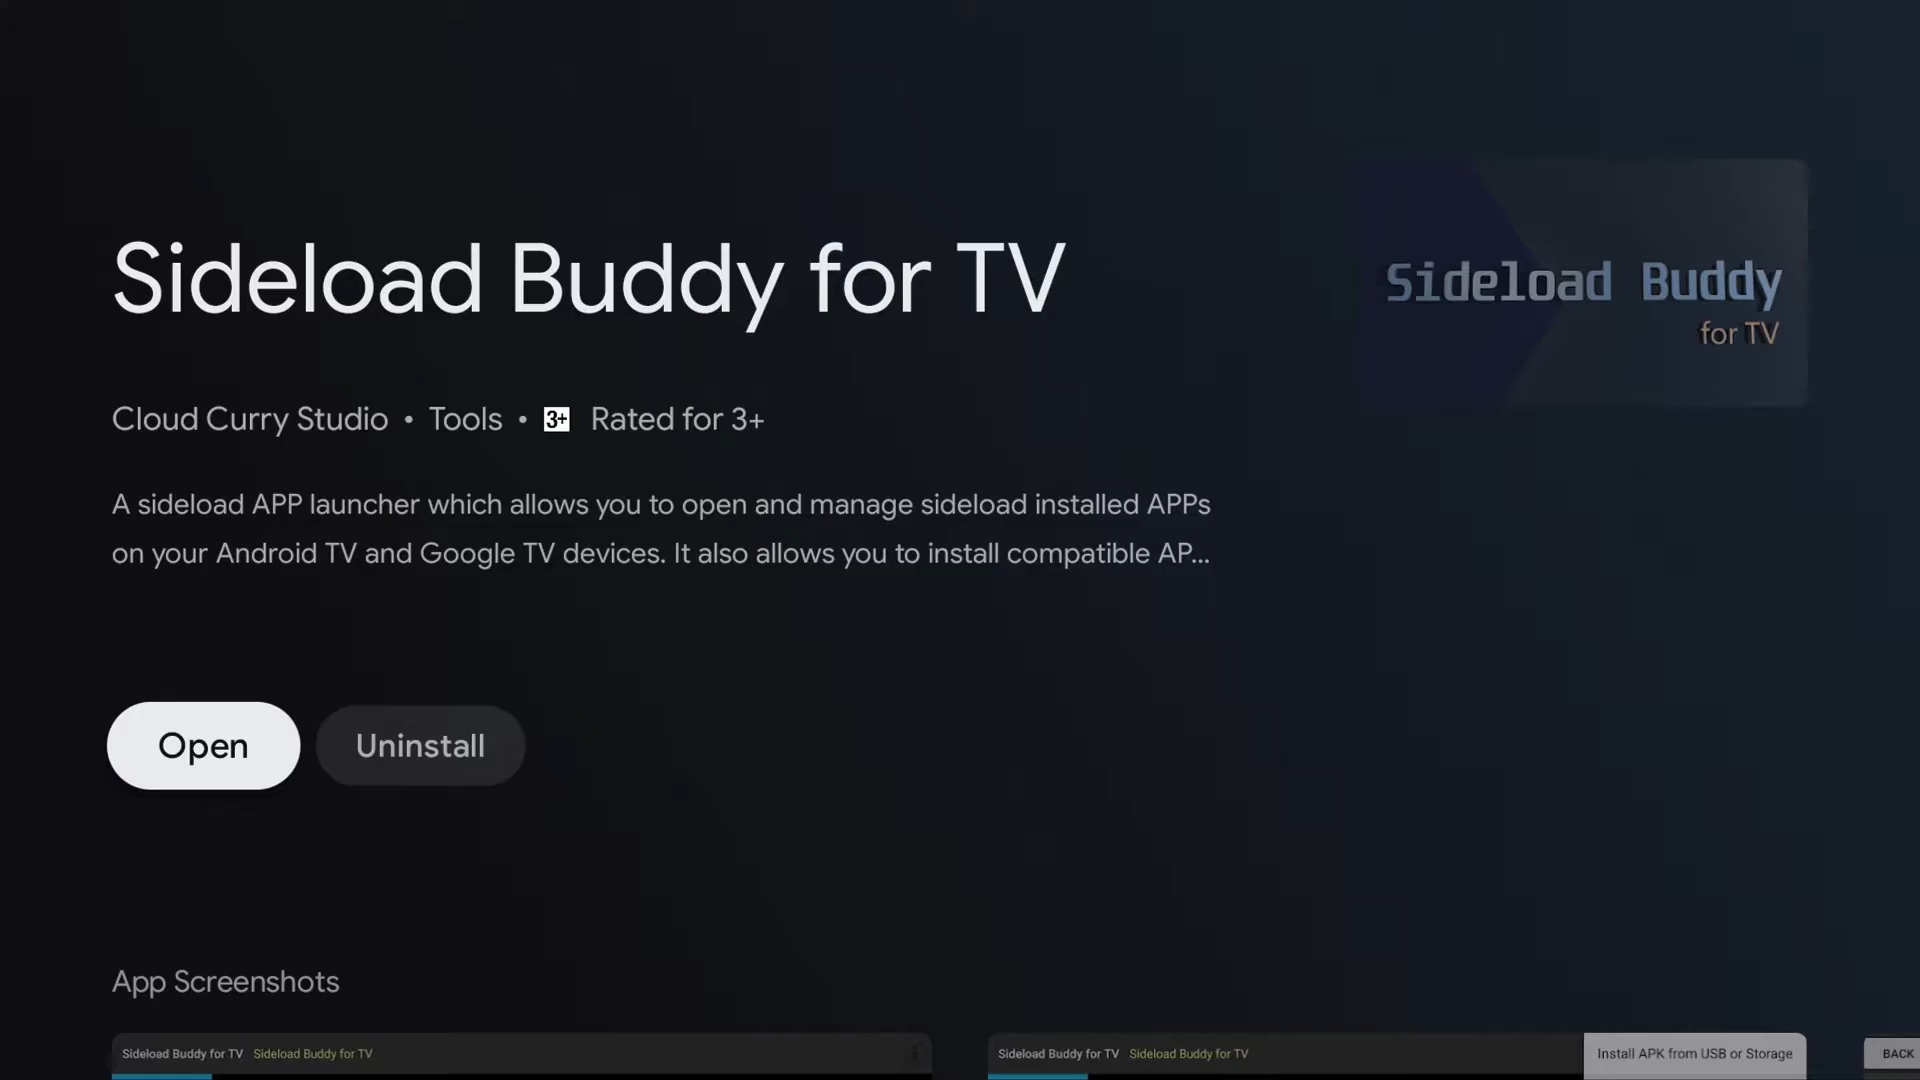 Sideload Buddy for TV
Sideload Buddy
for TV
Cloud Curry Studio • Tools • 3+ Rated for 3+
A sideload APP launcher which allows you to open and manage sideload installed APPs
on your Android TV and Google TV devices. It also allows you to install compatible AP...
Open
Uninstall
App Screenshots
Sideload Buddy for TV Sideload Buddy for TV
Sideload Buddy for TV Sideload Buddy for TV
Install APK from USB or Storage
BACK